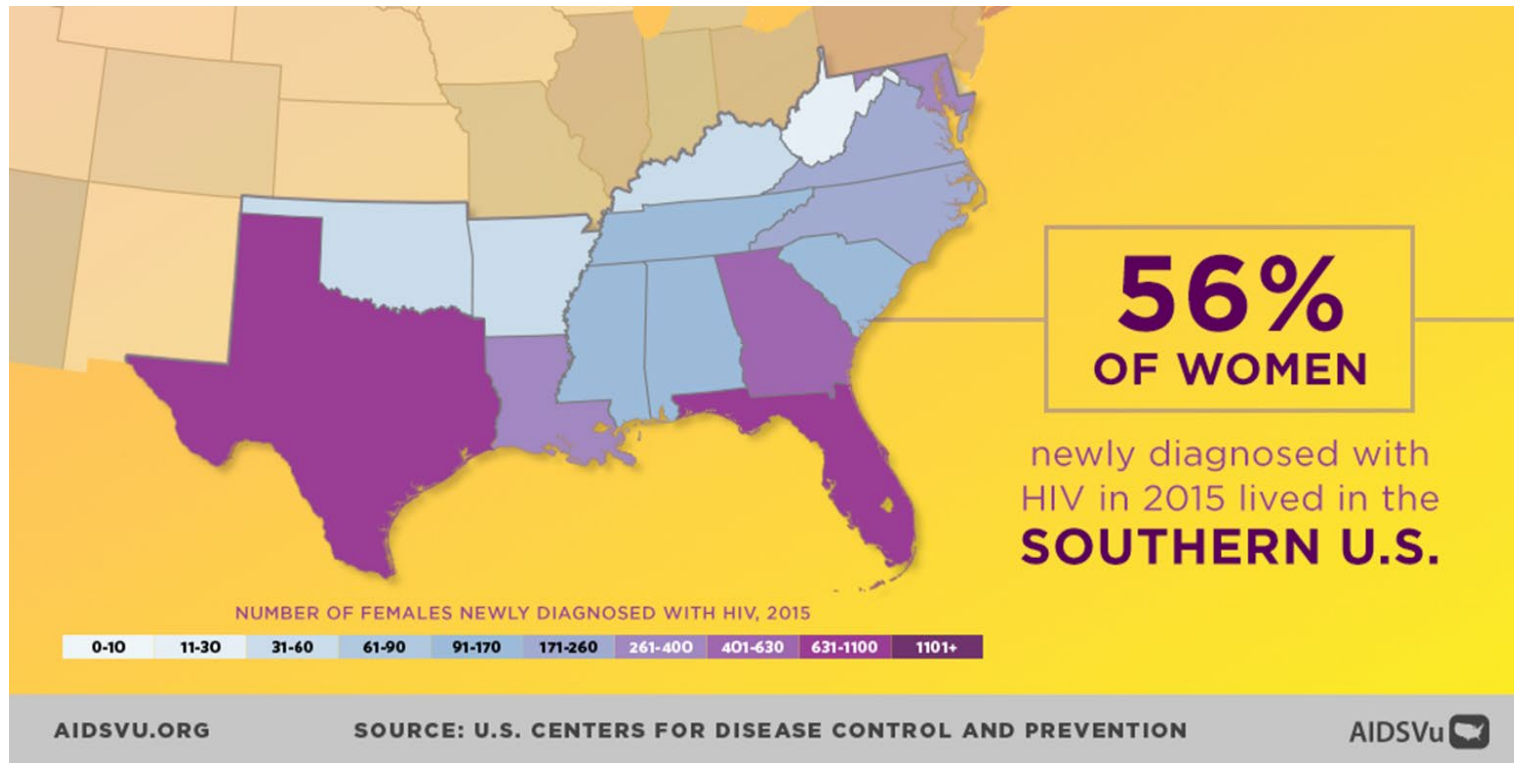 56%
OF WOMEN
newly diagnosed with
HIV in 2015 lived in the
SOUTHERN U.S.
NUMBER OF FEMALES NEWLY DIAGNOSED WITH HIV, 2015
0-10 11-30 31-60 61-90 91-170 171-260 261-400 401-630 631-1100 1101+
AIDSVU.ORG SOURCE: U.S. CENTERS FOR DISEASE CONTROL AND PREVENTION AIDSVu